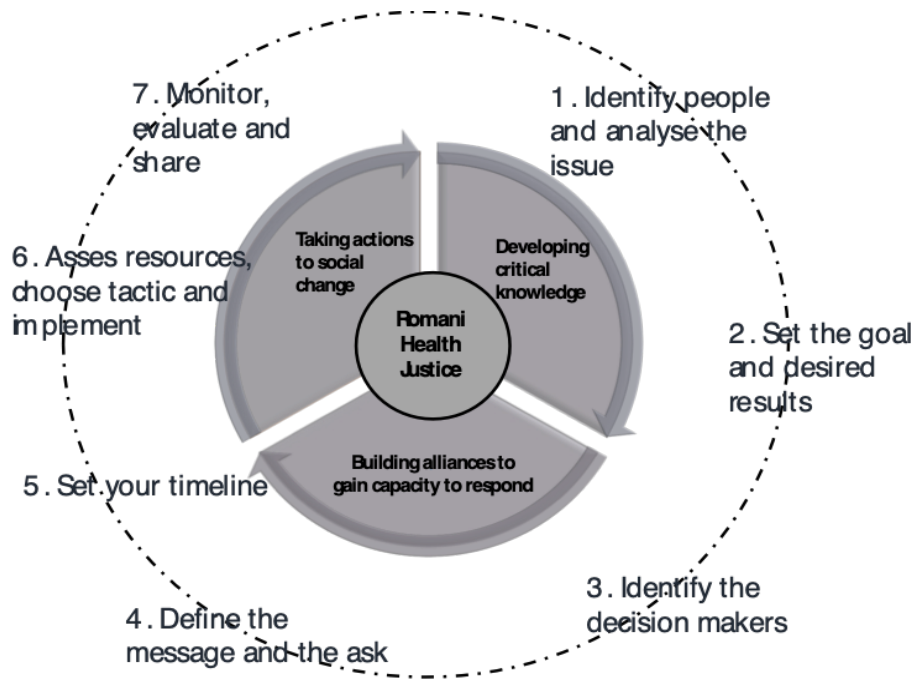 7. Monitor,
evaluate and
share
1. Identify people
and analyse the
issue
6. Asses resources,
choose tactic and
implement
Taking actions
to social
change
Developing
critical
knowledge
Romani
Health
Justice
2. Set the goal
and desired
results
Building alliances to
gain capacity to respond
5. Set your timeline
3. Identify the
decision makers
4. Define the
message and the ask